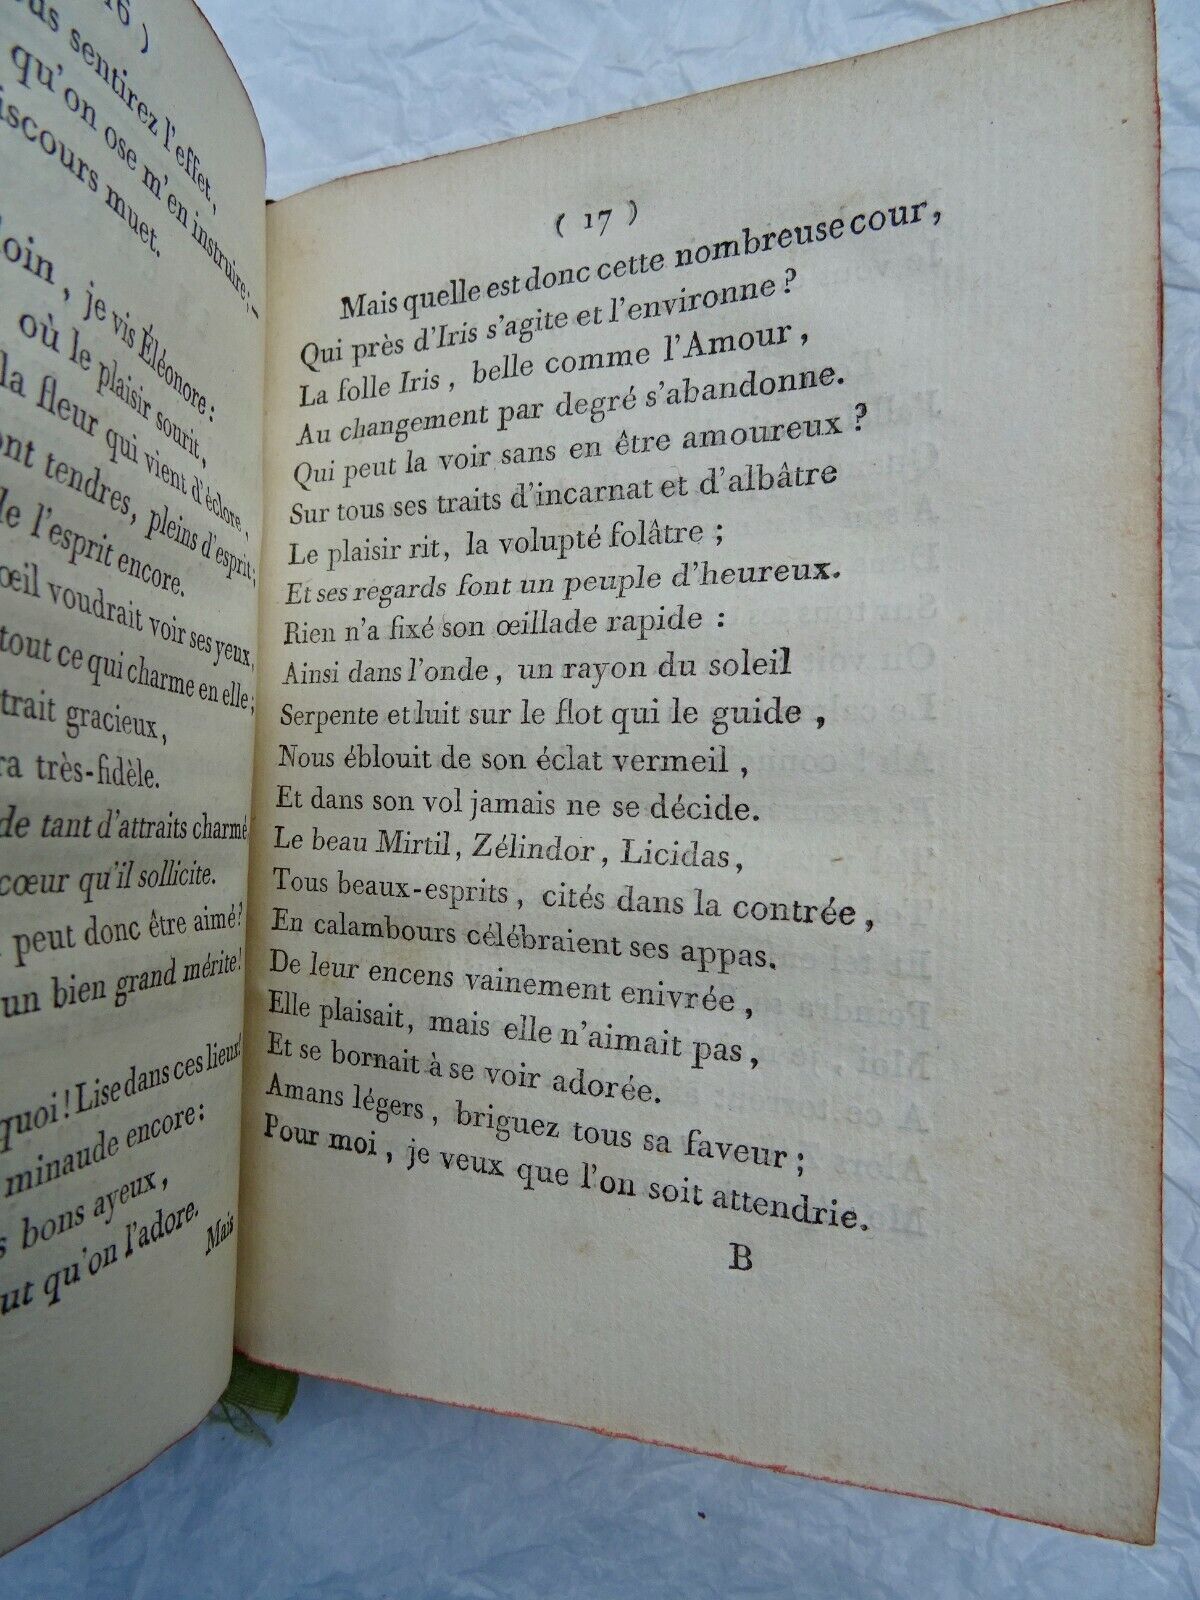 16 )
sentirez l'effet,
qu'on ose m'en instruire; —
muet.
je vis Éléonore :
où le plaisir sourit,
la fleur qui vient d'éclore,
tendres, pleins d'esprit;
l'esprit encore.
voudrait voir ses yeux,
tout ce qui charme en elle;
trait gracieux,
très-fidèle.
de tant d'attraits charmé
cœur qu'il sollicite.
peut donc être aimé?
un bien grand mérite!
quoi! Lise dans ces lieux!
minaude encore:
bons ayeux,
qu'on l'adore.
Mais
( 17 )
Mais quelle est donc cette nombreuse cour,
Qui près d'Iris s'agite et l'environne ?
La folle Iris, belle comme l'Amour,
Au changement par degré s'abandonne.
Qui peut la voir sans en être amoureux ?
Sur tous ses traits d'incarnat et d'albâtre
Le plaisir rit, la volupté folâtre ;
Et ses regards font un peuple d'heureux.
Rien n'a fixé son œillade rapide :
Ainsi dans l'onde, un rayon du soleil
Serpente et luit sur le flot qui le guide,
Nous éblouit de son éclat vermeil,
Et dans son vol jamais ne se décide.
Le beau Mirtil, Zélindor, Licidas,
Tous beaux-esprits, cités dans la contrée,
En calambours célébraient ses appas.
De leur encens vainement enivrée,
Elle plaisait, mais elle n'aimait pas,
Et se bornait à se voir adorée.
Amans légers, briguez tous sa faveur ;
Pour moi, je veux que l'on soit attendrie.
B